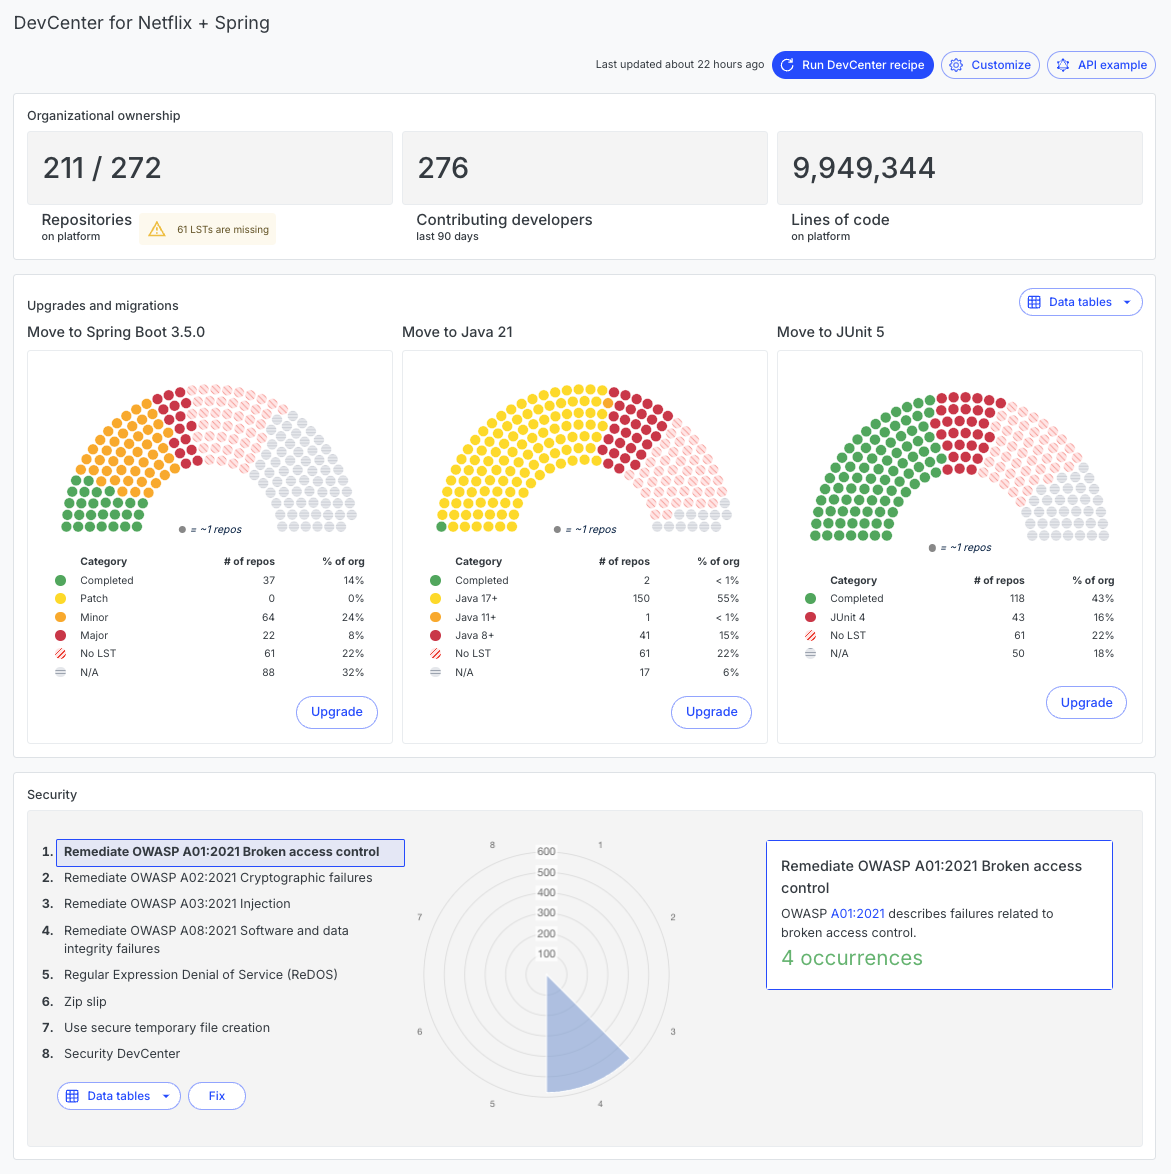 DevCenter for Netflix + Spring
Last updated about 22 hours ago
Run DevCenter recipe
Customize
API example
Organizational ownership
211 / 272
276
9,949,344
Repositories
on platform
61 LSTs are missing
Contributing developers
last 90 days
Lines of code
on platform
Upgrades and migrations
Data tables
Move to Spring Boot 3.5.0
Move to Java 21
Move to JUnit 5
= ~1 repos
Category # of repos % of org
Completed 37 14%
Patch 0 0%
Minor 64 24%
Major 22 8%
No LST 61 22%
N/A 88 32%
Upgrade
= ~1 repos
Category # of repos % of org
Completed 2 < 1%
Java 17+ 150 55%
Java 11+ 1 < 1%
Java 8+ 41 15%
No LST 61 22%
N/A 17 6%
Upgrade
= ~1 repos
Category # of repos % of org
Completed 118 43%
JUnit 4 43 16%
No LST 61 22%
N/A 50 18%
Upgrade
Security
1. Remediate OWASP A01:2021 Broken access control
2. Remediate OWASP A02:2021 Cryptographic failures
3. Remediate OWASP A03:2021 Injection
4. Remediate OWASP A08:2021 Software and data
integrity failures
5. Regular Expression Denial of Service (ReDOS)
6. Zip slip
7. Use secure temporary file creation
8. Security DevCenter
Data tables
Fix
8 1
600
500
400
300
200
100
7 2
6 3
5 4
Remediate OWASP A01:2021 Broken access
control
OWASP A01:2021 describes failures related to
broken access control.
4 occurrences